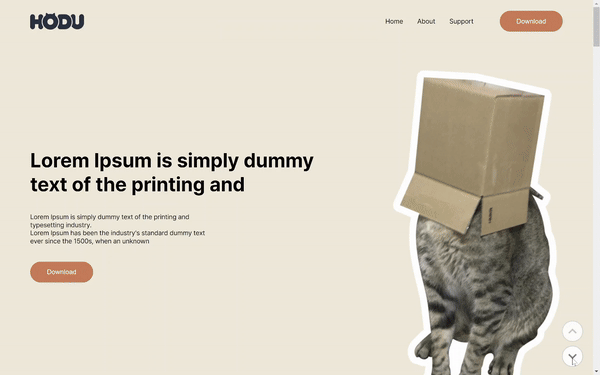 HODU
Home About Support Download
Lorem Ipsum is simply dummy
text of the printing and
Lorem Ipsum is simply dummy text of the printing and
typesetting industry.
Lorem Ipsum has been the industry's standard dummy text
ever since the 1500s, when an unknown
Download